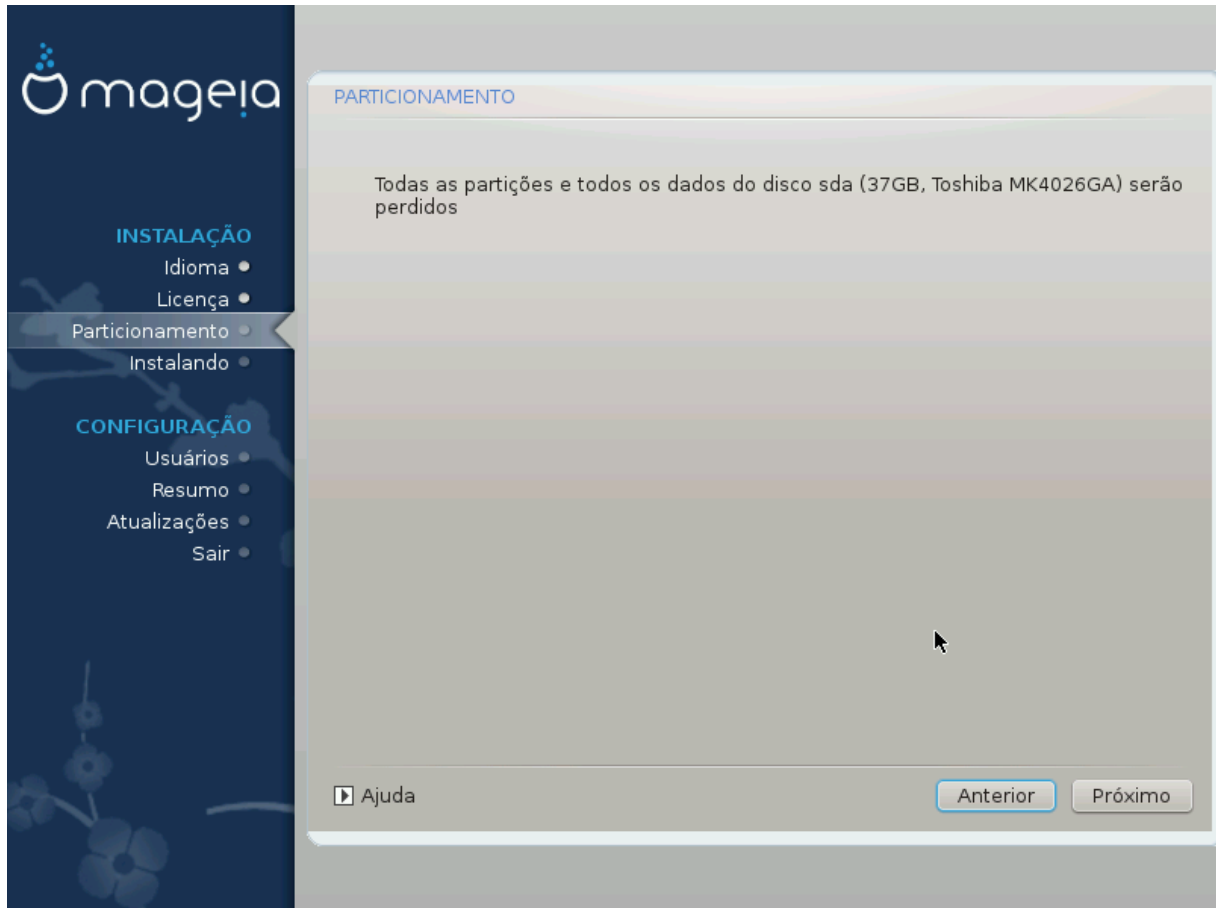 mageia
PARTICIONAMENTO
Todas as partições e todos os dados do disco sda (37GB, Toshiba MK4026GA) serão
perdidos
INSTALAÇÃO
Idioma
Licença
Particionamento
Instalando
CONFIGURAÇÃO
Usuários
Resumo
Atualizações
Sair
Ajuda
Anterior
Próximo